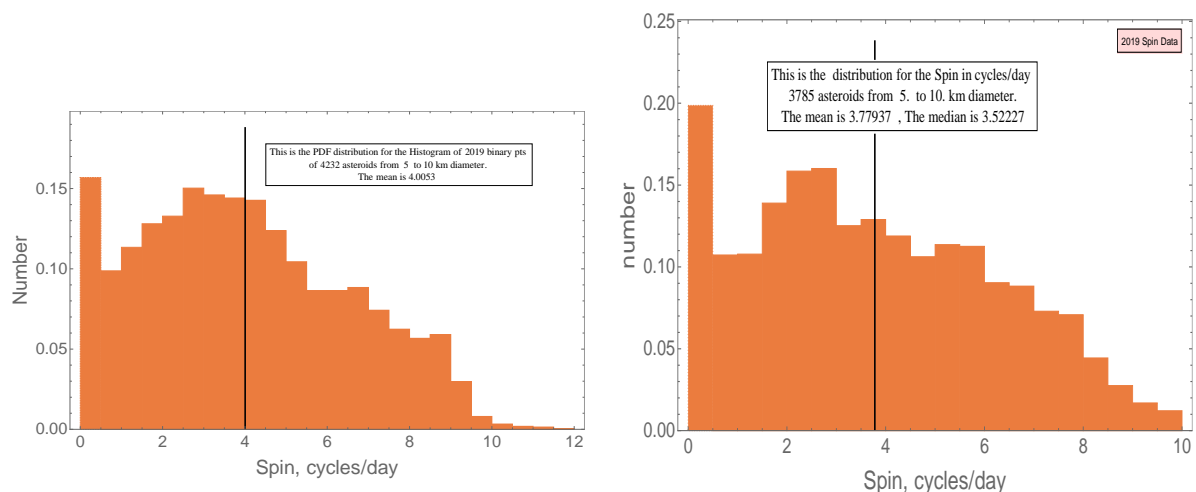 This is the PDF distribution for the Histogram of 2019 binary pts
of 4232 asteroids from 5 to 10 km diameter.
The mean is 4.0053
0.15
0.10
0.05
0.00
Number
0 2 4 6 8 10 12
Spin, cycles/day
2019 Spin Data
This is the distribution for the Spin in cycles/day
3785 asteroids from 5. to 10. km diameter.
The mean is 3.77937 , The median is 3.52227
0.25
0.20
0.15
0.10
0.05
0.00
number
0 2 4 6 8 10
Spin, cycles/day